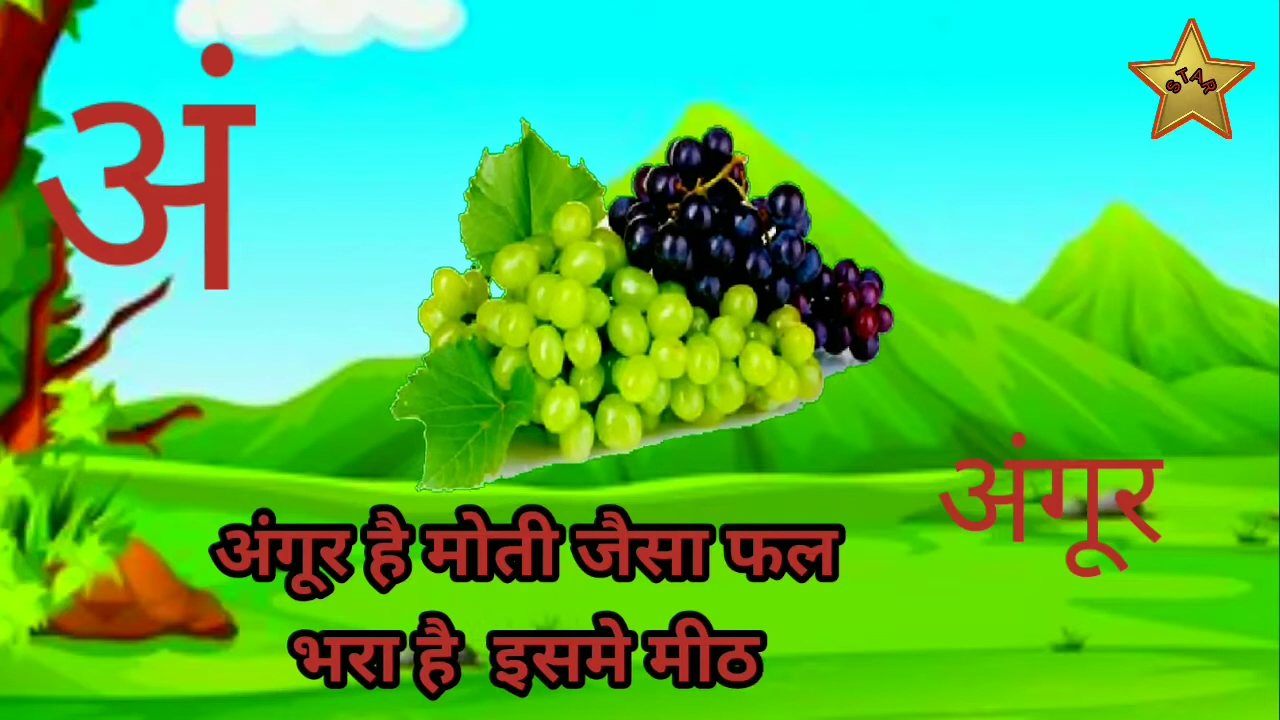 अं
STAR
अंगूर
अंगूर है मोती जैसा फल
भरा है इसमे मीठ